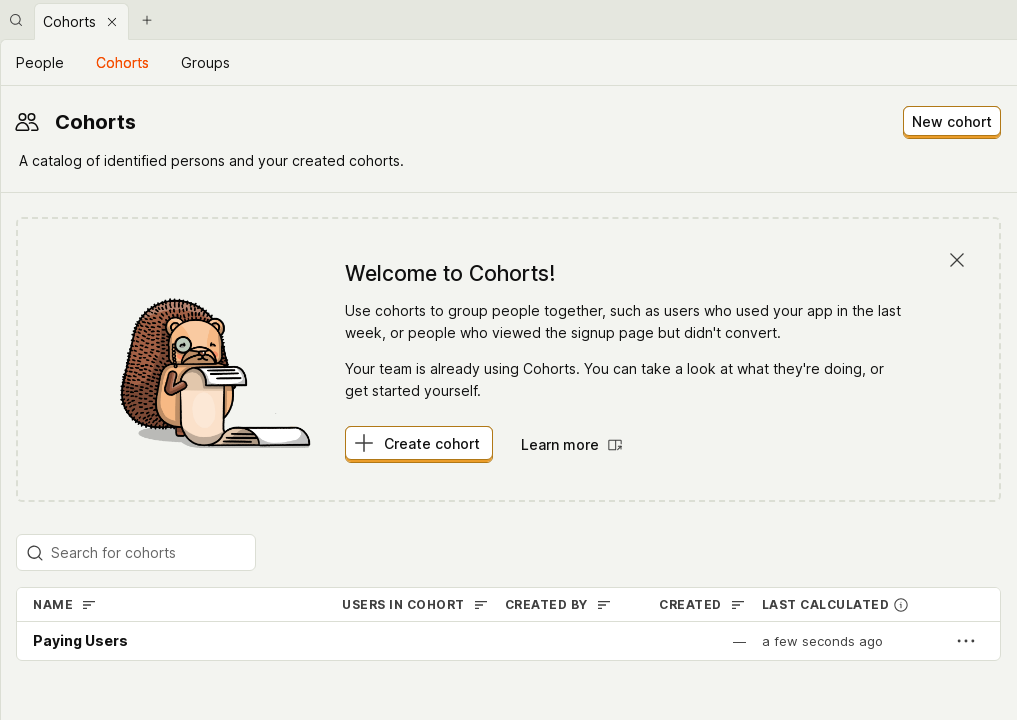 Cohorts
People Cohorts Groups
Cohorts
New cohort
A catalog of identified persons and your created cohorts.
Welcome to Cohorts!
Use cohorts to group people together, such as users who used your app in the last
week, or people who viewed the signup page but didn't convert.
Your team is already using Cohorts. You can take a look at what they're doing, or
get started yourself.
Create cohort Learn more
Search for cohorts
NAME USERS IN COHORT CREATED BY CREATED LAST CALCULATED
Paying Users — a few seconds ago